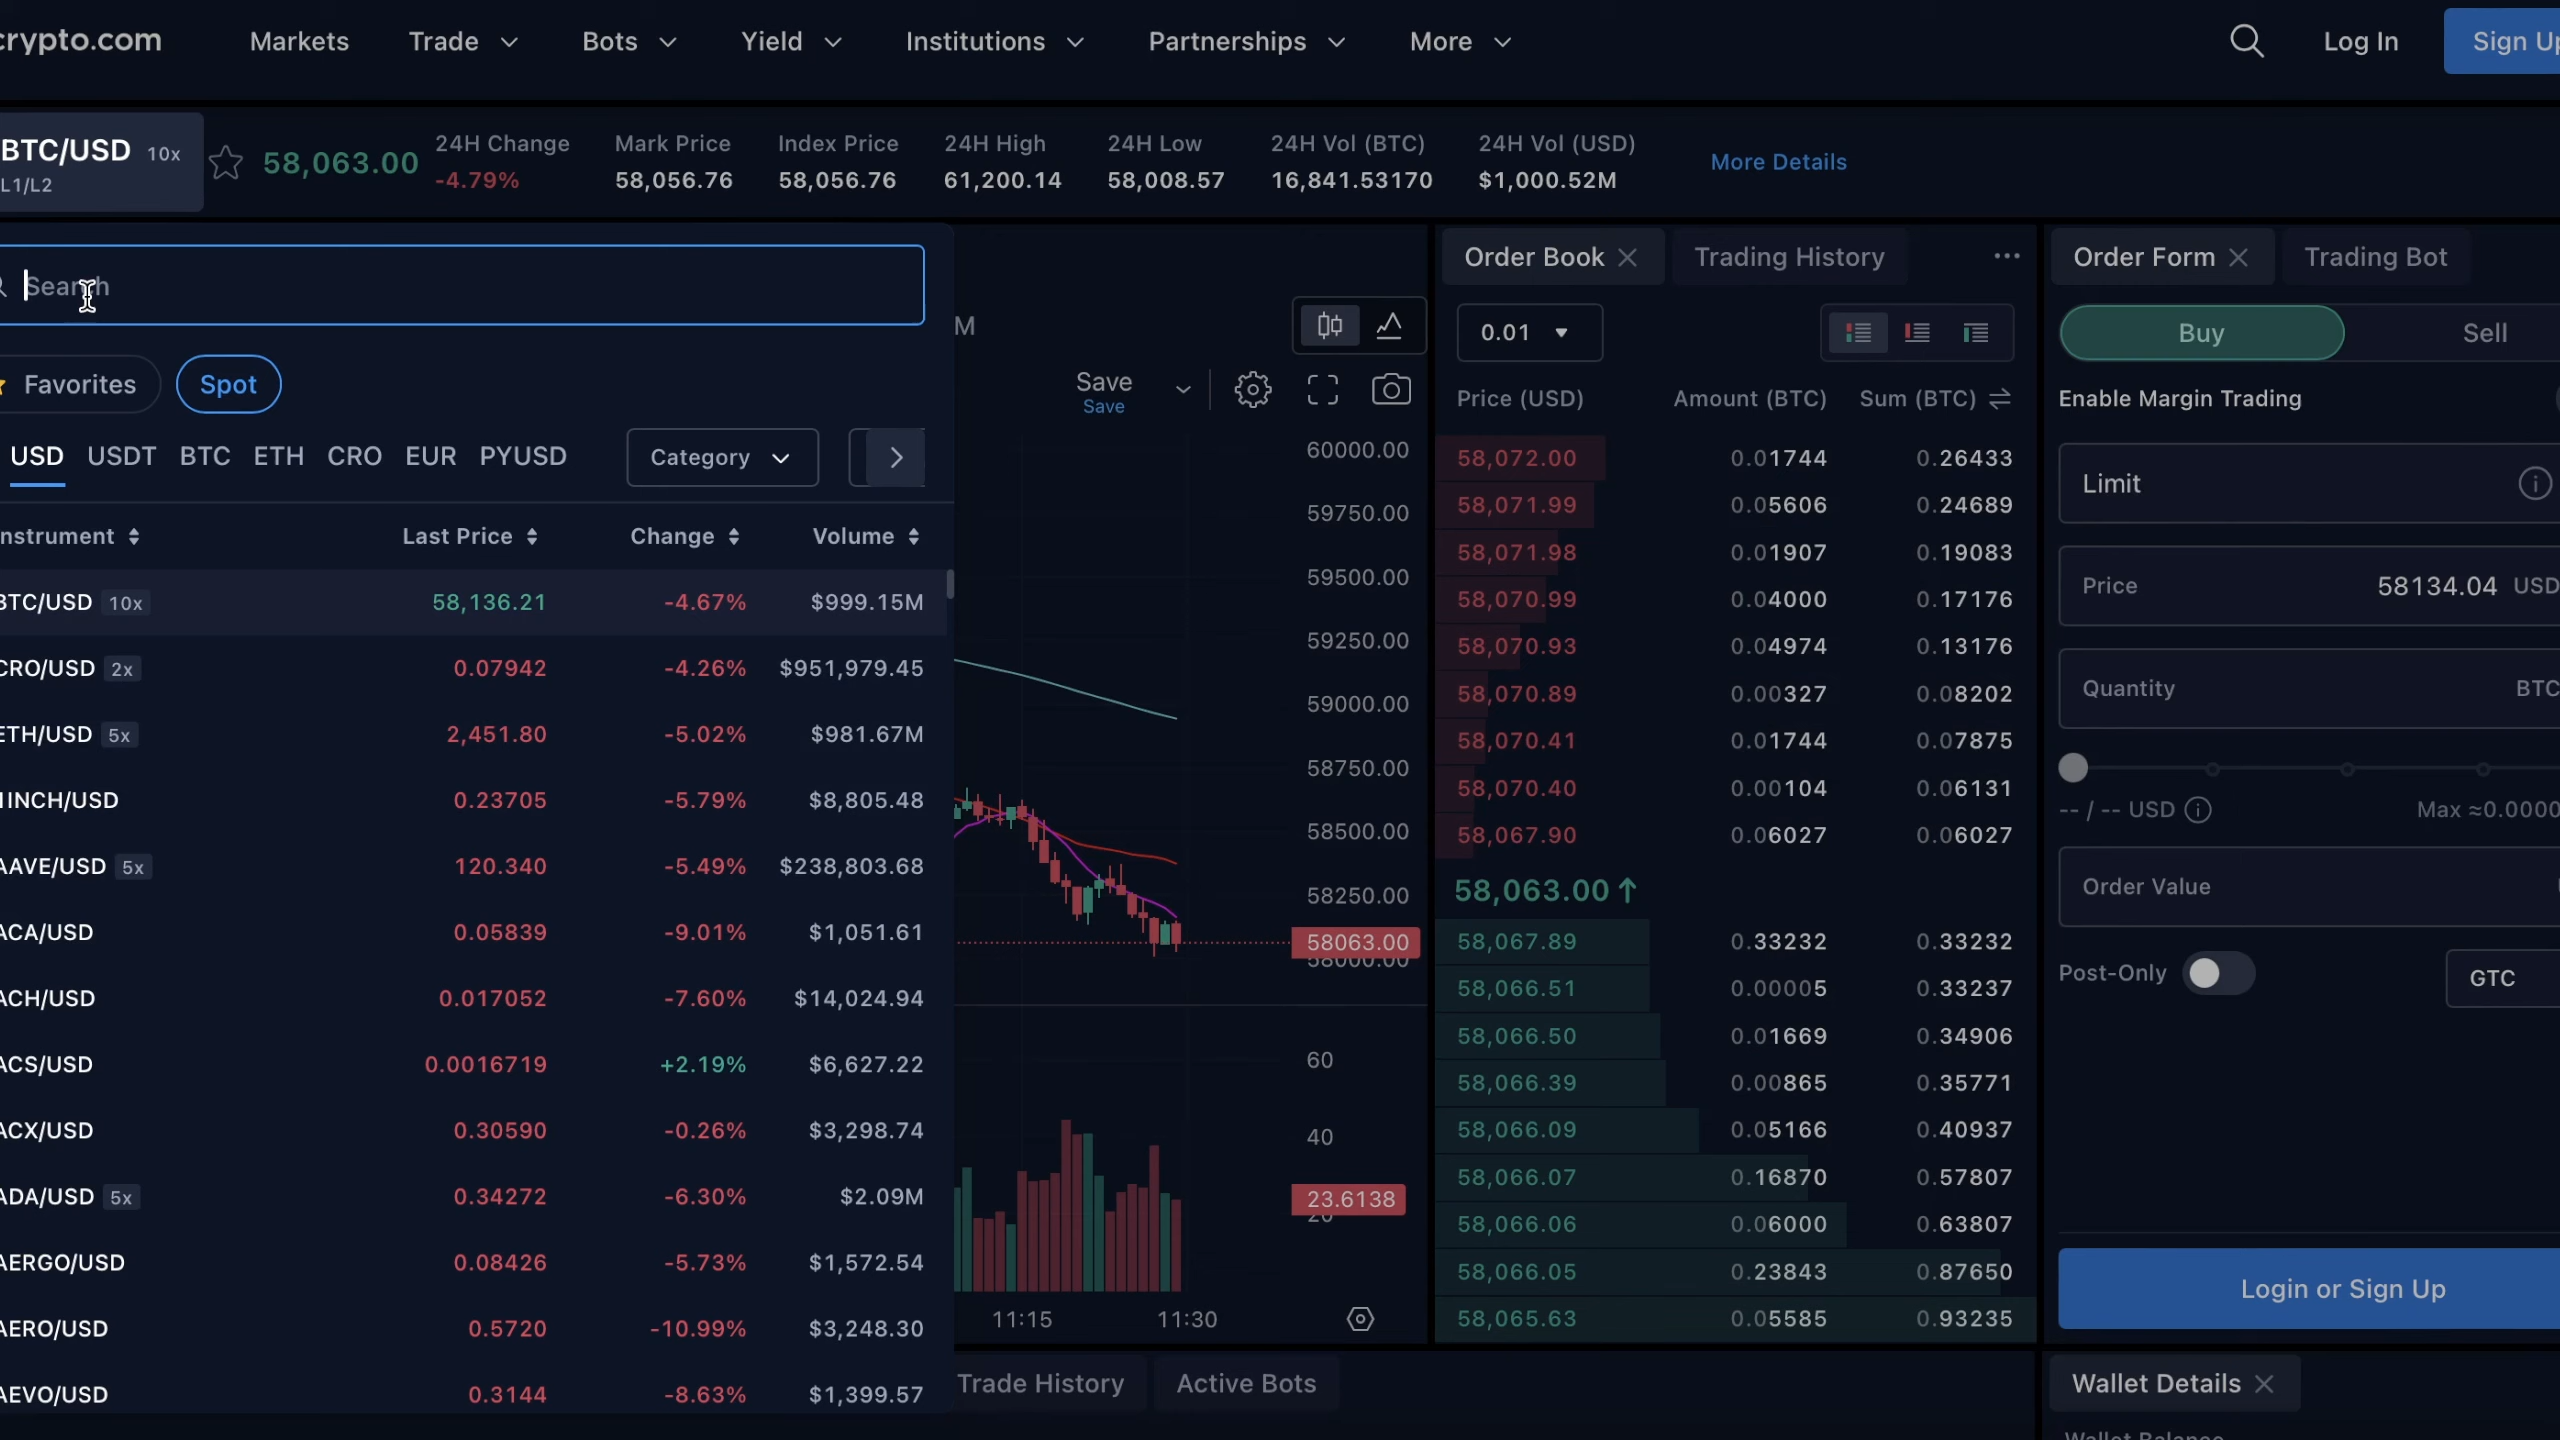 crypto.com Markets Trade Bots Yield Institutions Partnerships More Log In Sign Up
BTC/USD 10x
L1/L2
58,063.00
24H Change Mark Price Index Price 24H High 24H Low 24H Vol (BTC) 24H Vol (USD)
-4.79% 58,056.76 58,056.76 61,200.14 58,008.57 16,841.53170 $1,000.52M
More Details
Search
Favorites Spot
USD USDT BTC ETH CRO EUR PYUSD Category
Instrument Last Price Change Volume
BTC/USD 10x 58,136.21 -4.67% $999.15M
CRO/USD 2x 0.07942 -4.26% $951,979.45
ETH/USD 5x 2,451.80 -5.02% $981.67M
1INCH/USD 0.23705 -5.79% $8,805.48
AAVE/USD 5x 120.340 -5.49% $238,803.68
ACA/USD 0.05839 -9.01% $1,051.61
ACH/USD 0.017052 -7.60% $14,024.94
ACS/USD 0.0016719 +2.19% $6,627.22
ACX/USD 0.30590 -0.26% $3,298.74
ADA/USD 5x 0.34272 -6.30% $2.09M
AERGO/USD 0.08426 -5.73% $1,572.54
AERO/USD 0.5720 -10.99% $3,248.30
AEVO/USD 0.3144 -8.63% $1,399.57
M
Save
Save
60000.00
59750.00
59500.00
59250.00
59000.00
58750.00
58500.00
58250.00
58063.00
58000.00
60
40
23.6138
20
11:15 11:30
Trade History Active Bots
Order Book Trading History
0.01
Price (USD) Amount (BTC) Sum (BTC)
58,072.00 0.01744 0.26433
58,071.99 0.05606 0.24689
58,071.98 0.01907 0.19083
58,070.99 0.04000 0.17176
58,070.93 0.04974 0.13176
58,070.89 0.00327 0.08202
58,070.41 0.01744 0.07875
58,070.40 0.00104 0.06131
58,067.90 0.06027 0.06027
58,063.00
58,067.89 0.33232 0.33232
58,066.51 0.00005 0.33237
58,066.50 0.01669 0.34906
58,066.39 0.00865 0.35771
58,066.09 0.05166 0.40937
58,066.07 0.16870 0.57807
58,066.06 0.06000 0.63807
58,066.05 0.23843 0.87650
58,065.63 0.05585 0.93235
Order Form Trading Bot
Buy Sell
Enable Margin Trading
Limit
Price 58134.04 USD
Quantity BTC
-- / -- USD Max ≈0.0000
Order Value
Post-Only GTC
Login or Sign Up
Wallet Details
Wallet Balance